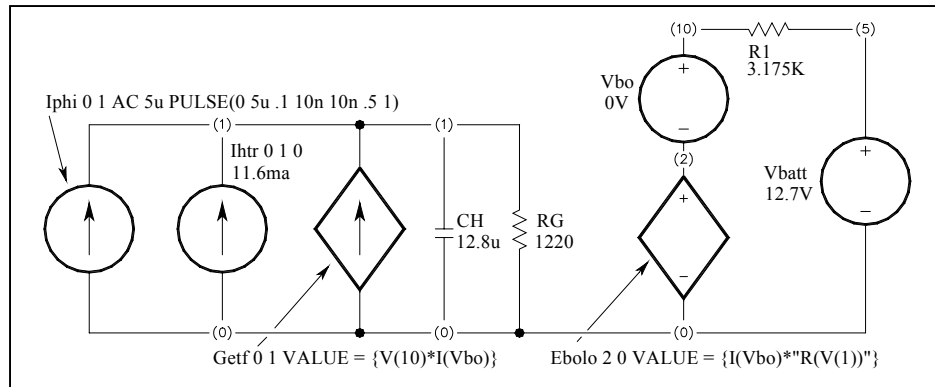 (10)
(5)
R1
3.175K
Vbo
0V
+
−
Iphi 0 1 AC 5u PULSE(0 5u .1 10n 10n .5 1)
(1)
(1)
Ihtr 0 1 0
11.6ma
(2)
+
−
Vbatt
12.7V
+
−
CH
12.8u
RG
1220
(0)
(0)
(0)
Getf 0 1 VALUE = {V(10)*I(Vbo)}
Ebolo 2 0 VALUE = {I(Vbo)*"R(V(1))"}